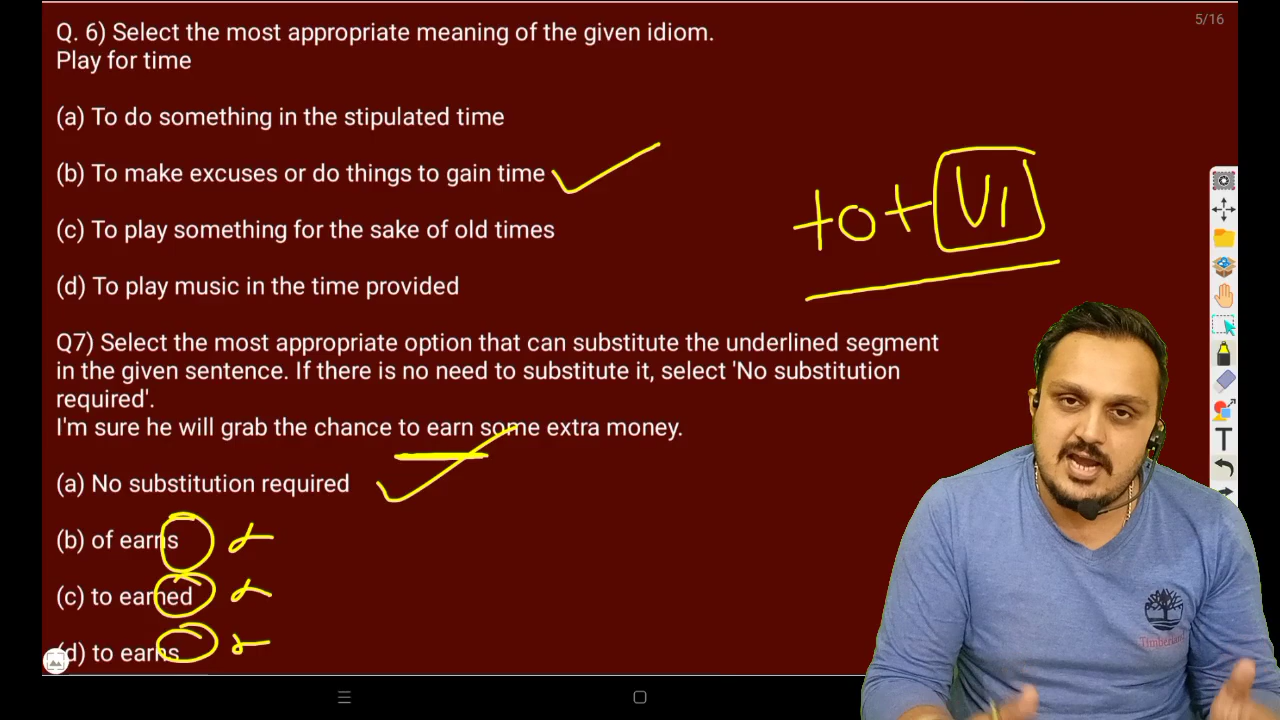 5/16
Q. 6) Select the most appropriate meaning of the given idiom.
Play for time
(a) To do something in the stipulated time
(b) To make excuses or do things to gain time
(c) To play something for the sake of old times
(d) To play music in the time provided
to + V1
Q7) Select the most appropriate option that can substitute the underlined segment
in the given sentence. If there is no need to substitute it, select 'No substitution
required'.
I'm sure he will grab the chance to earn some extra money.
(a) No substitution required
(b) of earns
(c) to earned
(d) to earns
Timberland
T